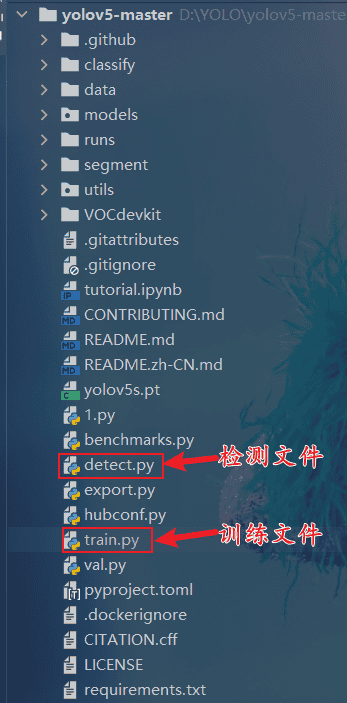 yolov5-master D:\YOLO\yolov5-maste
.github
classify
data
models
runs
segment
utils
VOCdevkit
.gitattributes
.gitignore
tutorial.ipynb
CONTRIBUTING.md
README.md
README.zh-CN.md
yolov5s.pt
1.py
benchmarks.py
detect.py 检测文件
export.py
hubconf.py
train.py 训练文件
val.py
pyproject.toml
.dockerignore
CITATION.cff
LICENSE
requirements.txt